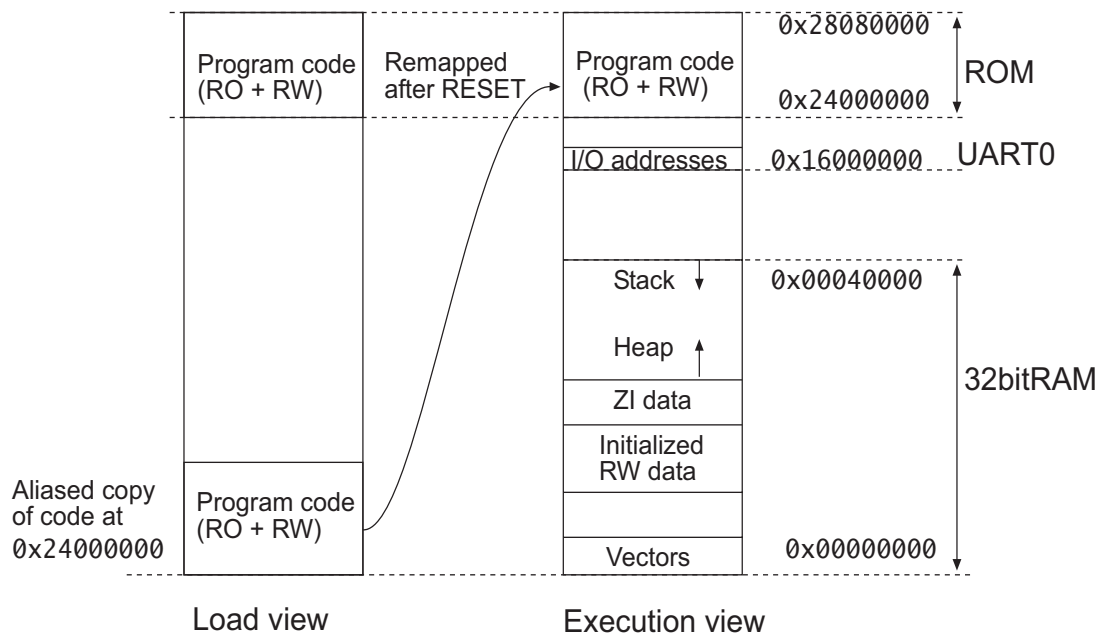 Program code
(RO + RW)
Remapped
after RESET
Program code
(RO + RW)
0x28080000
0x24000000
ROM
I/O addresses
0x16000000
UART0
Stack
0x00040000
Heap
ZI data
32bitRAM
Initialized
RW data
Aliased copy
of code at
0x24000000
Program code
(RO + RW)
Vectors
0x00000000
Load view
Execution view